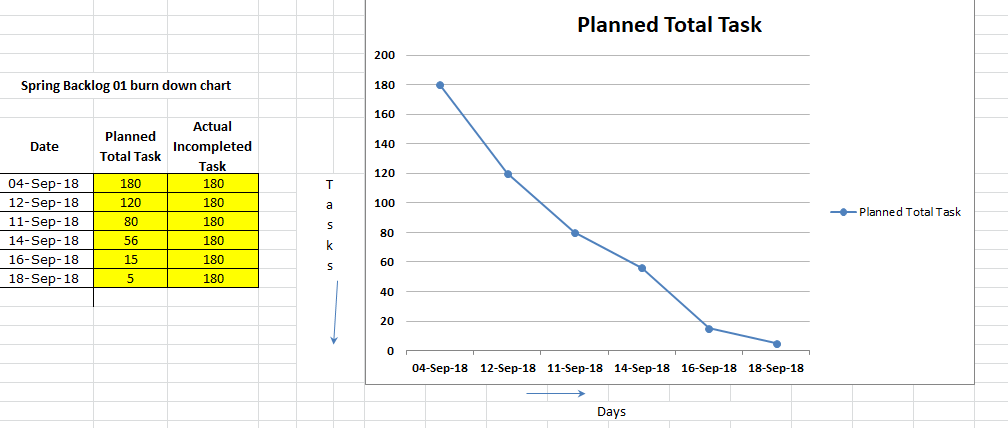 Spring Backlog 01 burn down chart
Date
Planned
Total Task
Actual
Incompleted
Task
04-Sep-18 180 180
12-Sep-18 120 180
11-Sep-18 80 180
14-Sep-18 56 180
16-Sep-18 15 180
18-Sep-18 5 180
T
a
s
k
s
Planned Total Task
200
180
160
140
120
100
80
60
40
20
0
04-Sep-18 12-Sep-18 11-Sep-18 14-Sep-18 16-Sep-18 18-Sep-18
Planned Total Task
Days